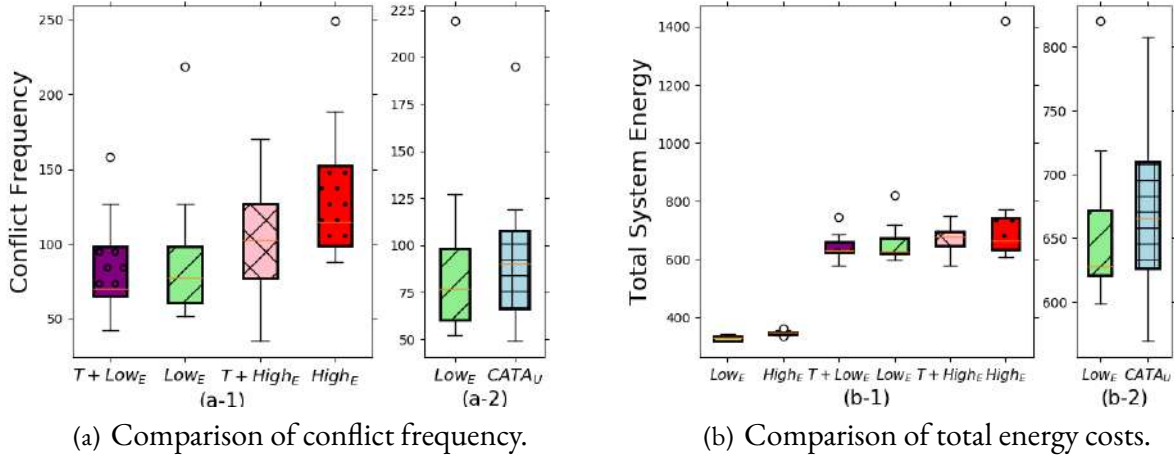 Conflict Frequency
250
200
150
100
50
T + Low_E Low_E T + High_E High_E
(a-1)
225
200
175
150
125
100
75
50
Low_E CATA_U
(a-2)
(a) Comparison of conflict frequency.
Total System Energy
1400
1200
1000
800
600
400
Low_E High_E T + Low_E Low_E T + High_E High_E
(b-1)
800
750
700
650
600
Low_E CATA_U
(b-2)
(b) Comparison of total energy costs.